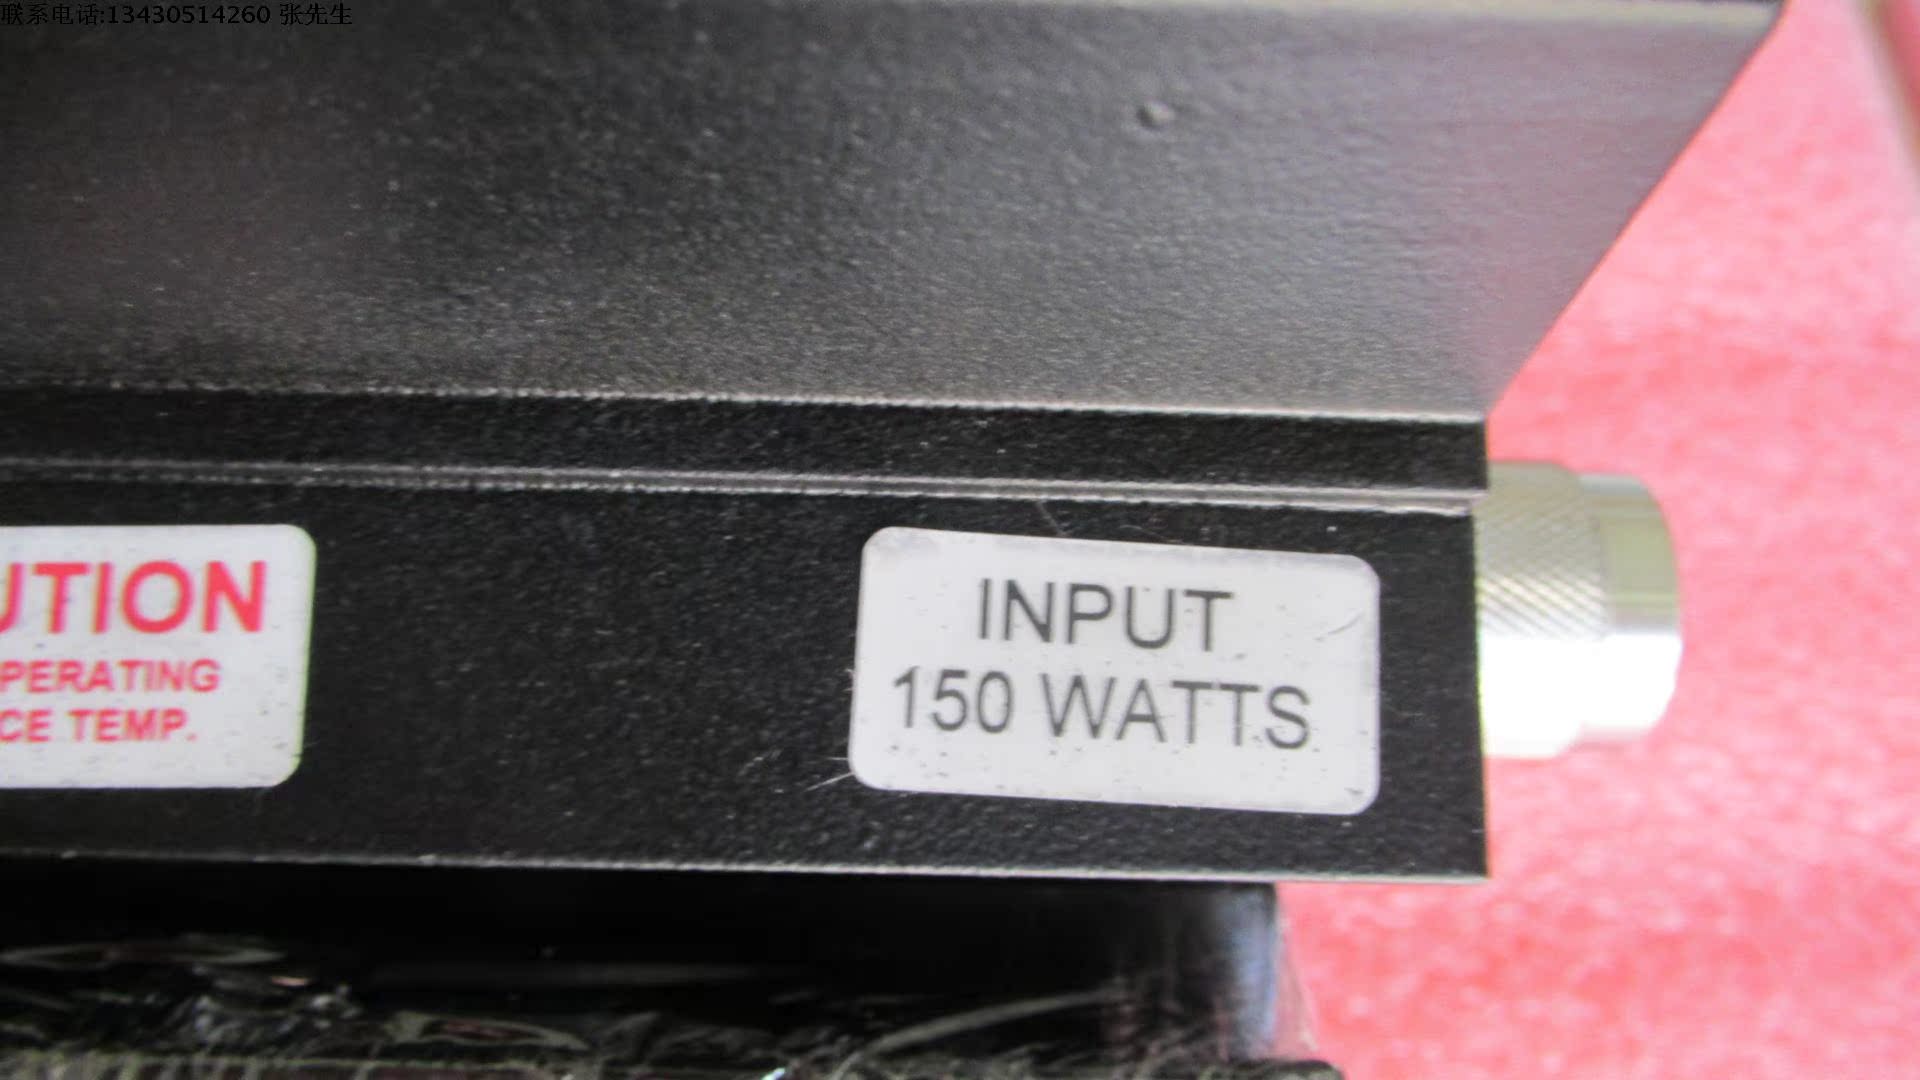 联系电话:13430514260 张先生
UTION
PERATING
CE TEMP.
INPUT
150 WATTS